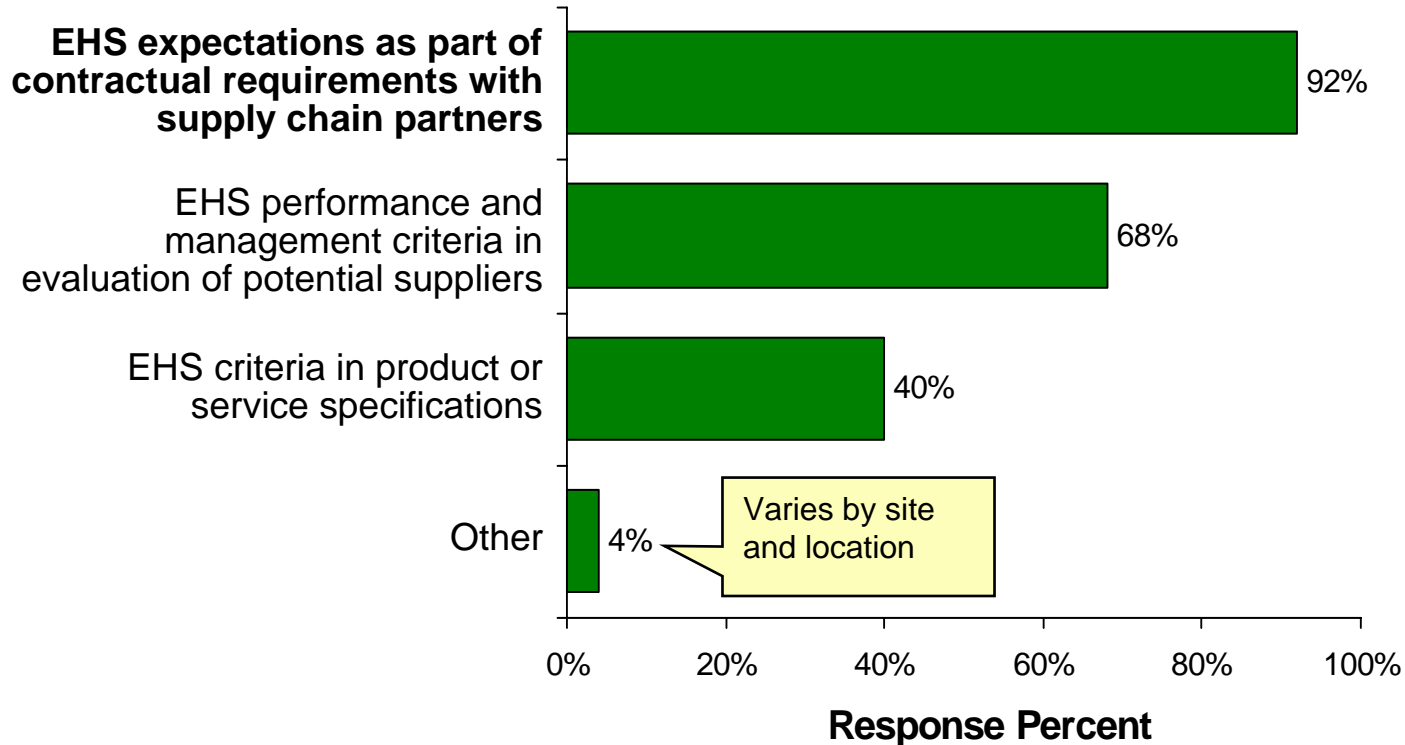 EHS expectations as part of
contractual requirements with
supply chain partners
92%
EHS performance and
management criteria in
evaluation of potential suppliers
68%
EHS criteria in product or
service specifications
40%
Other
4%
Varies by site
and location
0% 20% 40% 60% 80% 100%
Response Percent